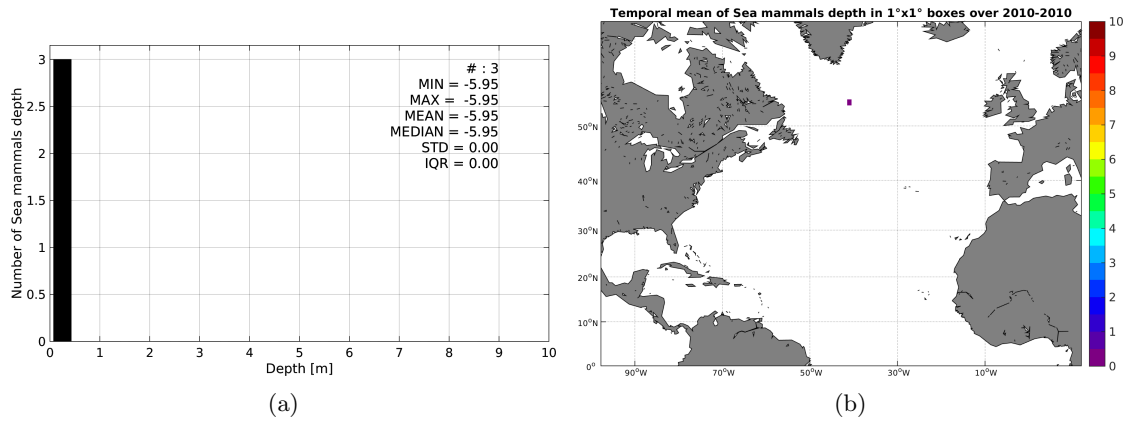 Number of Sea mammals depth
3
2.5
2
1.5
1
0.5
0
# : 3
MIN = -5.95
MAX = -5.95
MEAN = -5.95
MEDIAN = -5.95
STD = 0.00
IQR = 0.00
0 1 2 3 4 5 6 7 8 9 10
Depth [m]
(a)
Temporal mean of Sea mammals depth in 1°x1° boxes over 2010-2010
50°N
40°N
30°N
20°N
10°N
0°
90°W 70°W 50°W 30°W 10°W
10
9
8
7
6
5
4
3
2
1
0
(b)